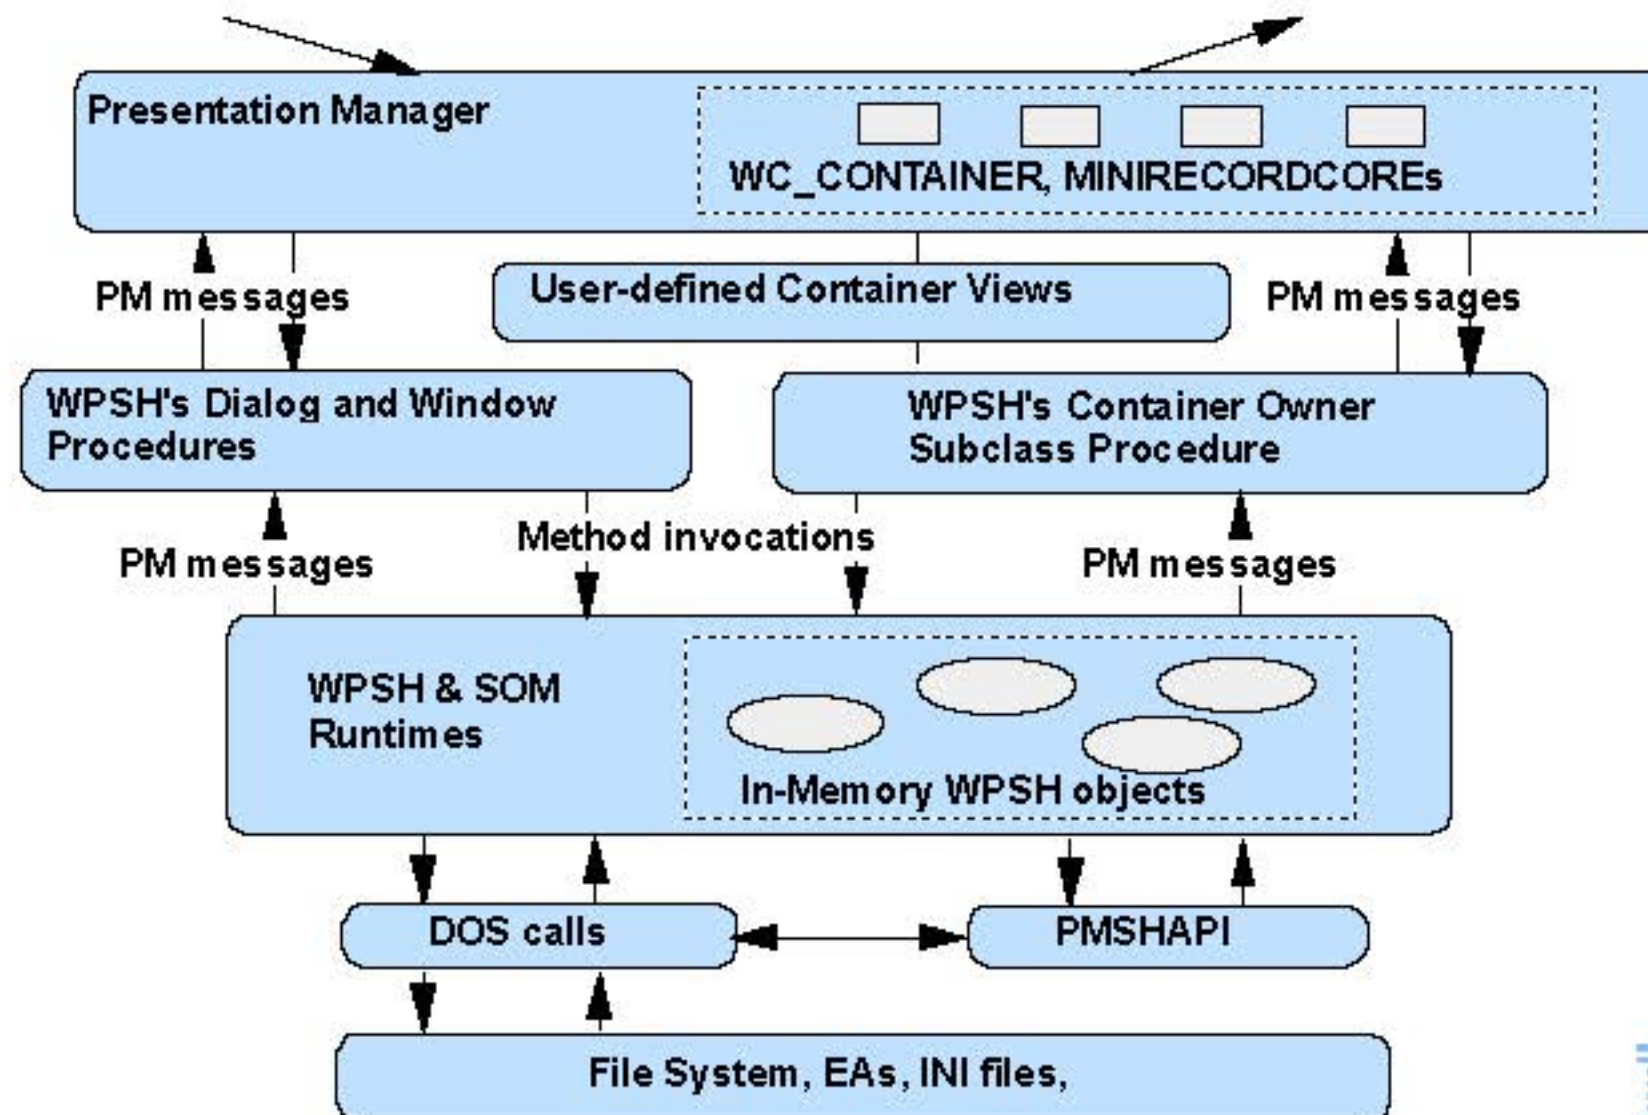 Presentation Manager
WC_CONTAINER, MINIRECORDCOREs
PM messages
User-defined Container Views
PM messages
WPSH's Dialog and Window
Procedures
WPSH's Container Owner
Subclass Procedure
PM messages
Method invocations
PM messages
WPSH & SOM
Runtimes
In-Memory WPSH objects
DOS calls
PMSHAPI
File System, EAs, INI files,